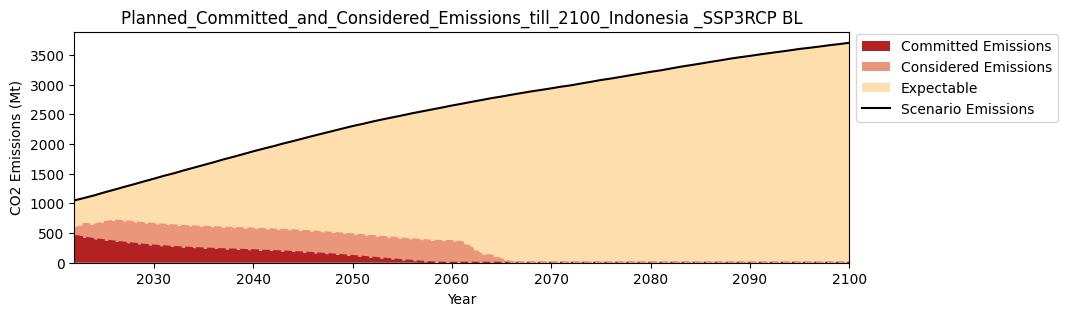 Planned_Committed_and_Considered_Emissions_till_2100_Indonesia _SSP3RCP BL
CO2 Emissions (Mt)
3500
3000
2500
2000
1500
1000
500
0
2030 2040 2050 2060 2070 2080 2090 2100
Year
Committed Emissions
Considered Emissions
Expectable
Scenario Emissions